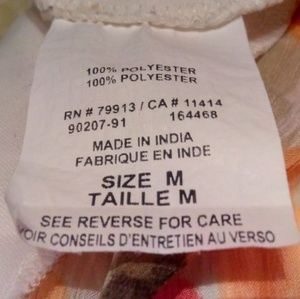 100% POLYESTER
100% POLYESTER
RN # 79913 / CA # 11414
90207-91 164468
MADE IN INDIA
FABRIQUE EN INDE
SIZE M
TAILLE M
SEE REVERSE FOR CARE
VOIR CONSEILS D'ENTRETIEN AU VERSO